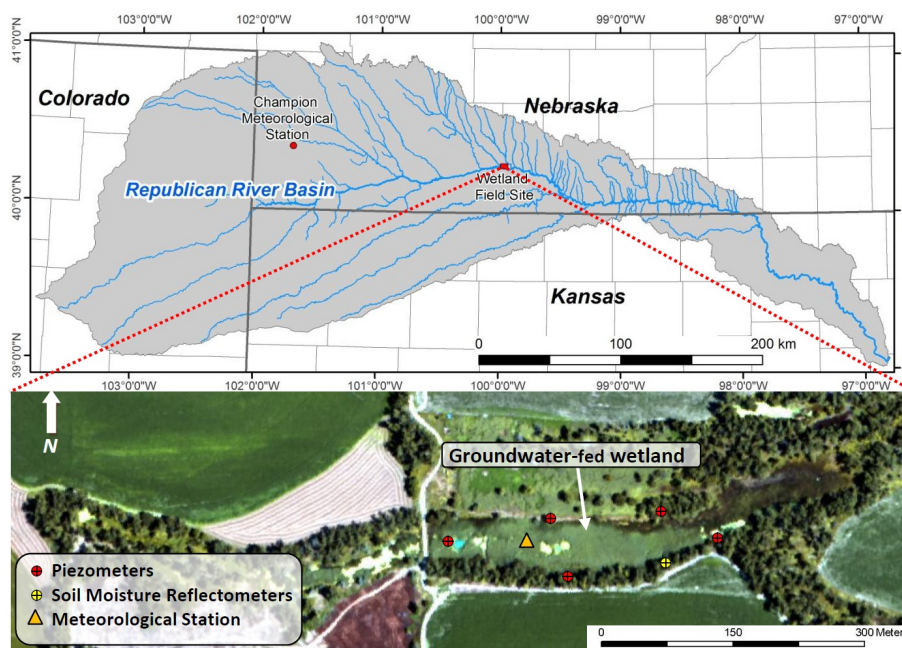 103°0'0"W 102°0'0"W 101°0'0"W 100°0'0"W 99°0'0"W 98°0'0"W 97°0'0"W
41°0'0"N
40°0'0"N
39°0'0"N
Colorado
Champion
Meteorological
Station
Nebraska
Republican River Basin
Wetland
Field Site
Kansas
0 50 100 200 km
103°0'0"W 102°0'0"W 101°0'0"W 100°0'0"W 99°0'0"W 98°0'0"W 97°0'0"W
N
Groundwater-fed wetland
Piezometers
Soil Moisture Reflectometers
Meteorological Station
0 150 300 Meter